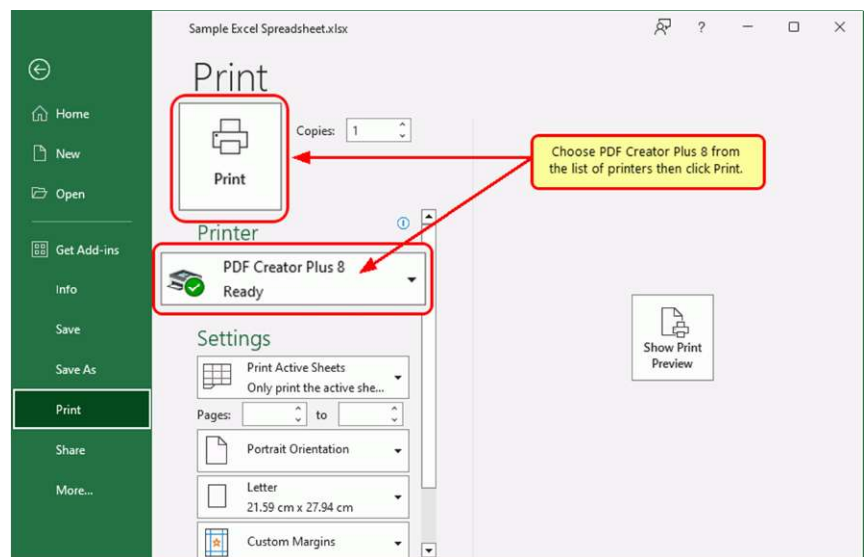 Sample Excel Spreadsheet.xlsx
?
Print
Home
New
Open
Get Add-ins
Info
Save
Save As
Print
Share
More...
Print
Copies: 1
Choose PDF Creator Plus 8 from
the list of printers then click Print.
Printer
PDF Creator Plus 8
Ready
Settings
Print Active Sheets
Only print the active she...
Pages: to
Portrait Orientation
Letter
21.59 cm x 27.94 cm
Custom Margins
Show Print
Preview